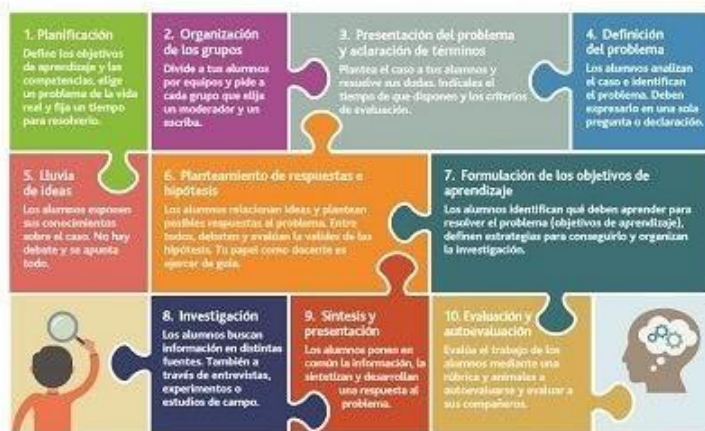 1. Planificación
Define los objetivos
de aprendizaje y las
competencias, elige
un problema de la vida
real y fija un tiempo
para resolverlo.
2. Organización
de los grupos
Divide a tus alumnos
por equipos y pide a
cada grupo que elija
un moderador y un
escriba.
3. Presentación del problema
y aclaración de términos
Plantea el caso a tus alumnos y
resuelve sus dudas. Indícales el
tiempo de que disponen y los criterios
de evaluación.
4. Definición
del problema
Los alumnos analizan
el caso e identifican
el problema. Deben
expresarlo en una sola
pregunta o declaración.
5. Lluvia
de ideas
Los alumnos exponen
sus conocimientos
sobre el caso. No hay
debate y se apunta
todo.
6. Planteamiento de respuestas e
hipótesis
Los alumnos relacionan ideas y plantean
posibles respuestas al problema. Entre
todos, debaten y evalúan la validez de las
hipótesis. Tu papel como docente es
ejercer de guía.
7. Formulación de los objetivos de
aprendizaje
Los alumnos identifican qué deben aprender para
resolver el problema (objetivos de aprendizaje),
definen estrategias para conseguirlo y organizan
la investigación.
8. Investigación
Los alumnos buscan
información en distintas
fuentes. También a
través de entrevistas,
experimentos o
estudios de campo.
9. Síntesis y
presentación
Los alumnos ponen en
común la información, la
sintetizan y desarrollan
una respuesta al
problema.
10. Evaluación y
autoevaluación
Evalúa el trabajo de los
alumnos mediante una
rúbrica y anímales a
autoevaluarse y evaluar a
sus compañeros.